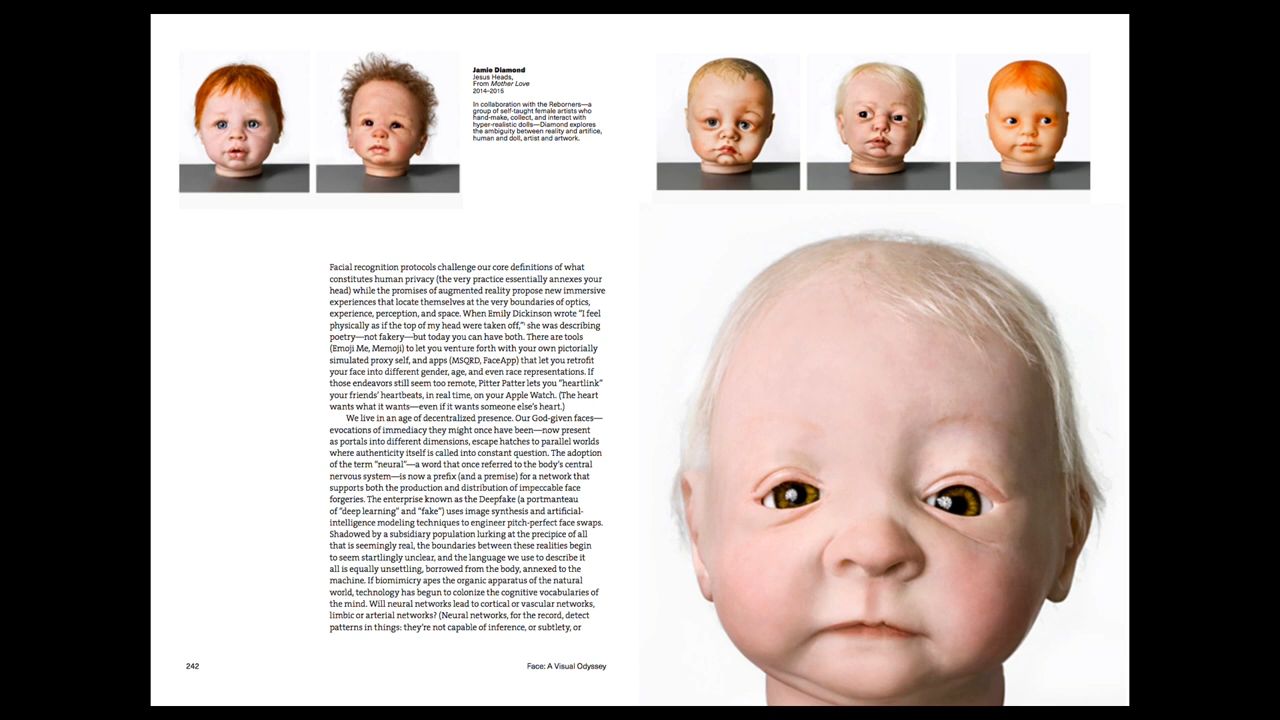 Jamie Diamond
Jesus Heads,
From Mother Love
2014–2015
In collaboration with the Reborners—a
group of self-taught female artists who
hand-make, collect, and interact with
hyper-realistic dolls—Diamond explores
the ambiguity between reality and artifice,
human and doll, artist and artwork.
Facial recognition protocols challenge our core definitions of what
constitutes human privacy (the very practice essentially annexes your
head) while the promises of augmented reality propose new immersive
experiences that locate themselves at the very boundaries of optics,
experience, perception, and space. When Emily Dickinson wrote “I feel
physically as if the top of my head were taken off,”¹ she was describing
poetry—not fakery—but today you can have both. There are tools
(Emoji Me, Memoji) to let you venture forth with your own pictorially
simulated proxy self, and apps (MSQRD, FaceApp) that let you retrofit
your face into different gender, age, and even race representations. If
those endeavors still seem too remote, Pitter Patter lets you “heartlink”
your friends’ heartbeats, in real time, on your Apple Watch. (The heart
wants what it wants—even if it wants someone else’s heart.)
We live in an age of decentralized presence. Our God-given faces—
evocations of immediacy they might once have been—now present
as portals into different dimensions, escape hatches to parallel worlds
where authenticity itself is called into constant question. The adoption
of the term “neural”—a word that once referred to the body’s central
nervous system—is now a prefix (and a premise) for a network that
supports both the production and distribution of impeccable face
forgeries. The enterprise known as the Deepfake (a portmanteau
of “deep learning” and “fake”) uses image synthesis and artificial-
intelligence modeling techniques to engineer pitch-perfect face swaps.
Shadowed by a subsidiary population lurking at the precipice of all
that is seemingly real, the boundaries between these realities begin
to seem startlingly unclear, and the language we use to describe it
all is equally unsettling, borrowed from the body, annexed to the
machine. If biomimicry apes the organic apparatus of the natural
world, technology has begun to colonize the cognitive vocabularies of
the mind. Will neural networks lead to cortical or vascular networks,
limbic or arterial networks? (Neural networks, for the record, detect
patterns in things: they’re not capable of inference, or subtlety, or
242
Face: A Visual Odyssey